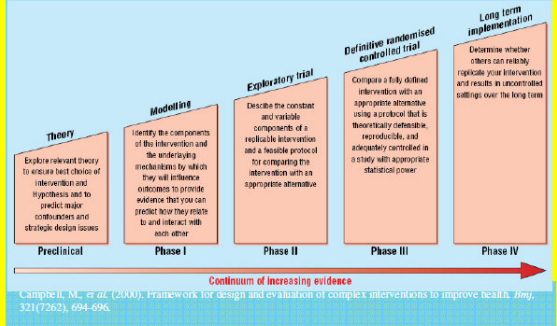 Theory
Explore relevant theory
to ensure best choice of
intervention and
Hypothesis and to
predict major
confounders and
strategic design issues
Preclinical
Modelling
Identify the components
of the intervention and
the underlaying
mechanisms by which
they will influence
outcomes to provide
evidence that you can
predict how they relate
to and interact with
each other
Phase I
Exploratory trial
Descibe the constant
and variable
components of a
replicable intervention
and a feasible protocol
for comparing the
intervention with an
appropriate alternative
Phase II
Definitive randomised
controlled trial
Compare a fully defined
intervention with an
appropriate alternative
using a protocol that is
theoretically defensible,
reproducible, and
adequately controlled in
a study with appropriate
statistical power
Phase III
Long term
implementation
Determine whether
others can reliably
replicate your intervention
and results in uncontrolled
settings over the long term
Phase IV
Continuum of increasing evidence
Campbell, M., et al. (2000). Framework for design and evaluation of complex interventions to improve health. Bmj,
321(7262), 694-696.